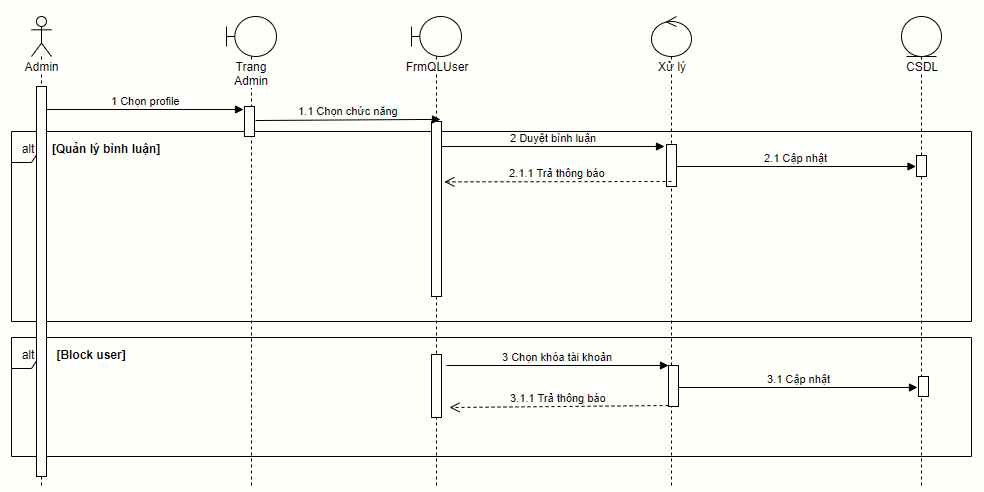 Admin
Trang
Admin
FrmQLUser
Xử lý
CSDL
1 Chọn profile
1.1 Chọn chức năng
alt
[Quản lý bình luận]
2 Duyệt bình luận
2.1 Cập nhật
2.1.1 Trả thông báo
alt
[Block user]
3 Chọn khóa tài khoản
3.1 Cập nhật
3.1.1 Trả thông báo